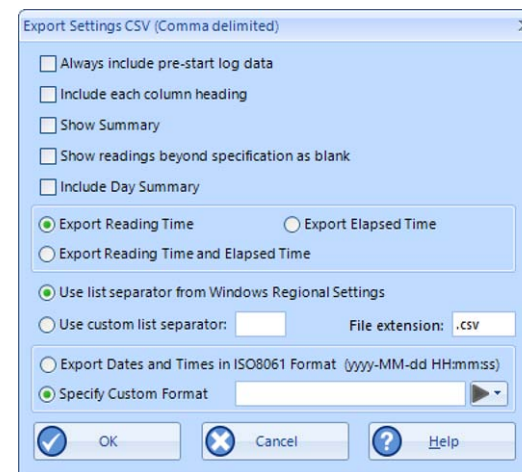 Export Settings CSV (Comma delimited)
Always include pre-start log data
Include each column heading
Show Summary
Show readings beyond specification as blank
Include Day Summary
Export Reading Time Export Elapsed Time
Export Reading Time and Elapsed Time
Use list separator from Windows Regional Settings
Use custom list separator: File extension: .csv
Export Dates and Times in ISO8061 Format (yyyy-MM-dd HH:mm:ss)
Specify Custom Format
OK Cancel Help